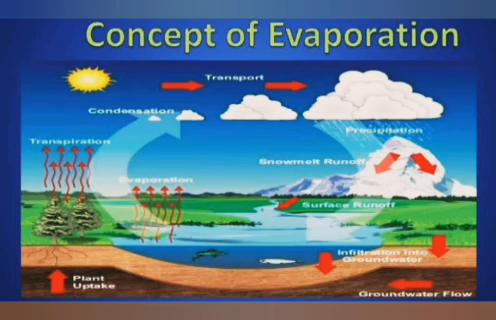 Concept of Evaporation
Transport
Condensation
Precipitation
Transpiration
Snowmelt Runoff
Evaporation
Surface Runoff
Infiltration Into
Groundwater
Plant
Uptake
Groundwater Flow